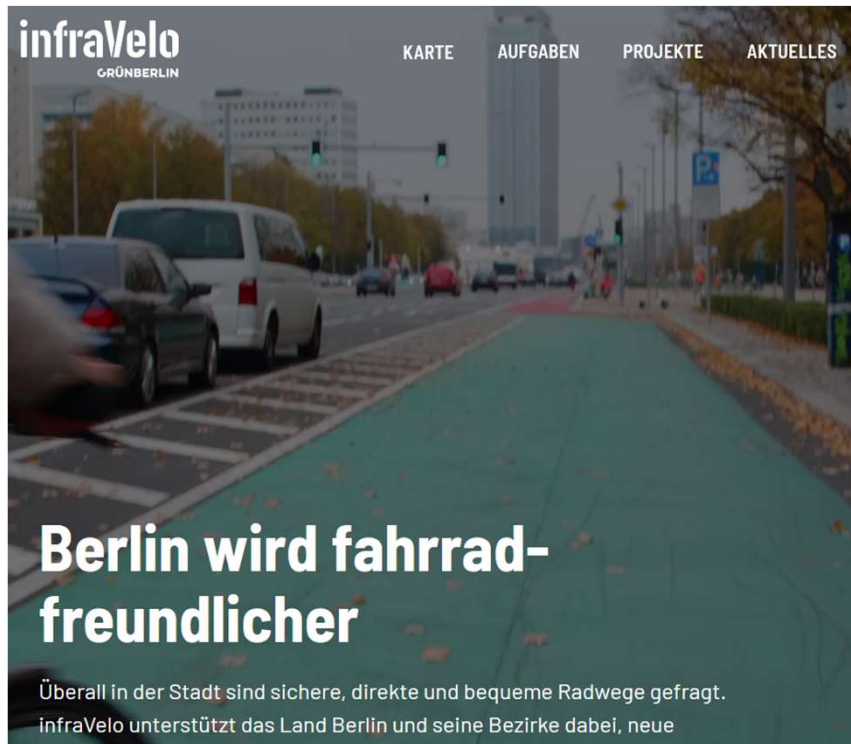 infraVelo
GRÜNBERLIN
KARTE AUFGABEN PROJEKTE AKTUELLES
P
Berlin wird fahrrad-
freundlicher
Überall in der Stadt sind sichere, direkte und bequeme Radwege gefragt.
infraVelo unterstützt das Land Berlin und seine Bezirke dabei, neue